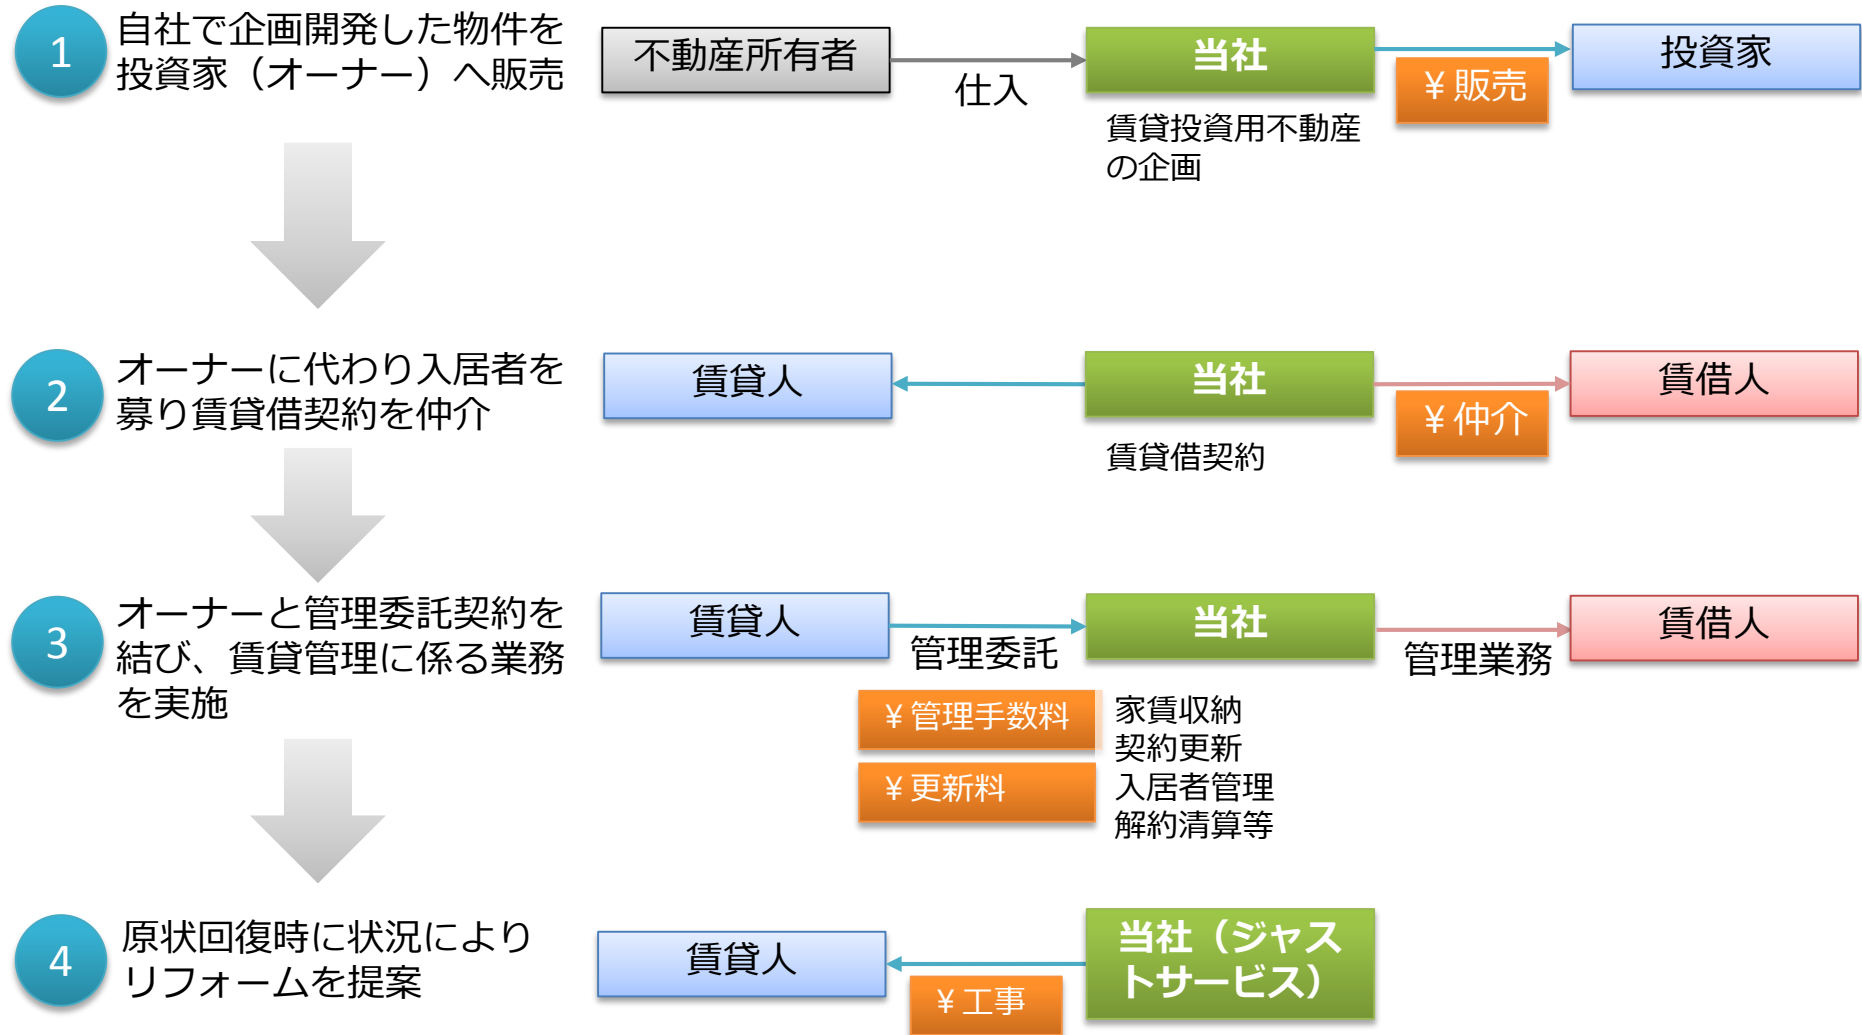 1
自社で企画開発した物件を
投資家（オーナー）へ販売
不動産所有者
仕入
当社
¥販売
投資家
賃貸投資用不動産
の企画
2
オーナーに代わり入居者を
募り賃貸借契約を仲介
賃貸人
当社
¥仲介
賃借人
賃貸借契約
3
オーナーと管理委託契約を
結び、賃貸管理に係る業務
を実施
賃貸人
管理委託
当社
管理業務
賃借人
¥管理手数料
¥更新料
家賃収納
契約更新
入居者管理
解約清算等
4
原状回復時に状況により
リフォームを提案
賃貸人
¥工事
当社（ジャス
トサービス）